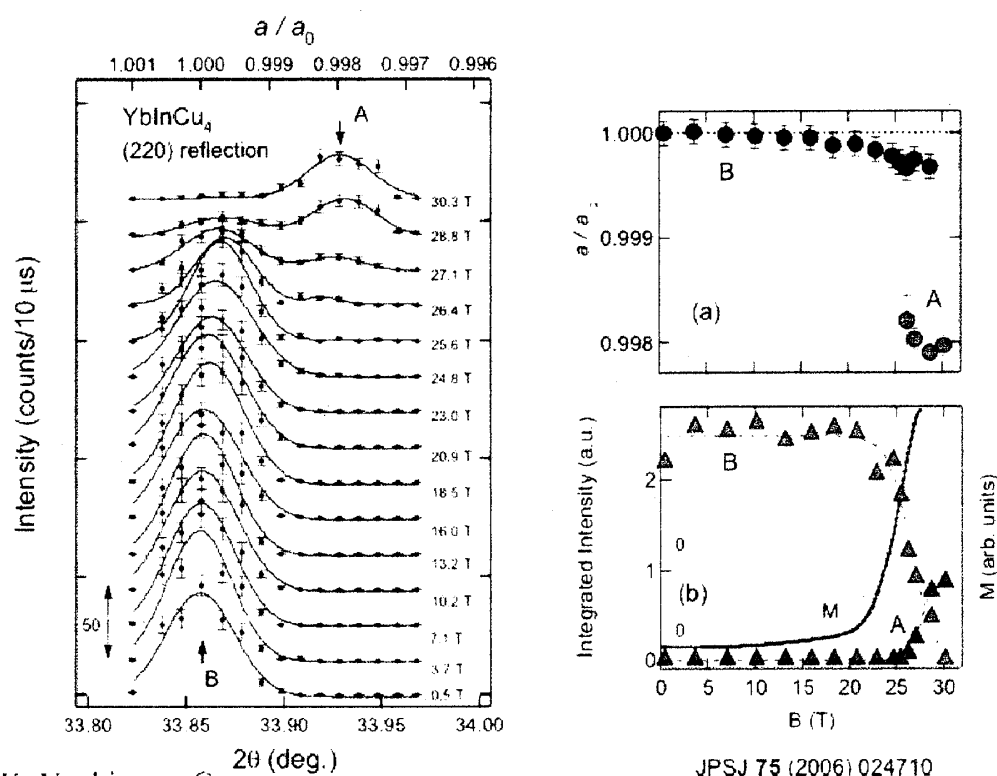 a / a0
1.001 1.000 0.999 0.998 0.997 0.996
YbInCu4
(220) reflection
A
30.3 T
28.8 T
27.1 T
26.4 T
25.6 T
24.8 T
23.0 T
20.9 T
18.5 T
16.0 T
13.2 T
10.2 T
7.1 T
3.7 T
0.5 T
50
B
Intensity (counts/10 μs)
33.80 33.85 33.90 33.95 34.00
2θ (deg.)
1.000
0.999
0.998
a / a
B
A
(a)
2
1
0
0
0
Integrated Intensity (a.u.)
M (arb. units)
B
(b)
M
A
0 5 10 15 20 25 30
B (T)
JPSJ 75 (2006) 024710